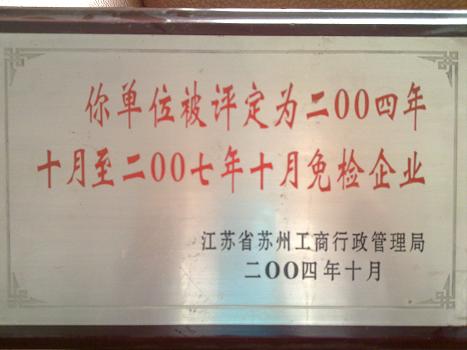 你单位被评定为二OO四年
十月至二OO七年十月免检企业
江苏省苏州工商行政管理局
二OO四年十月